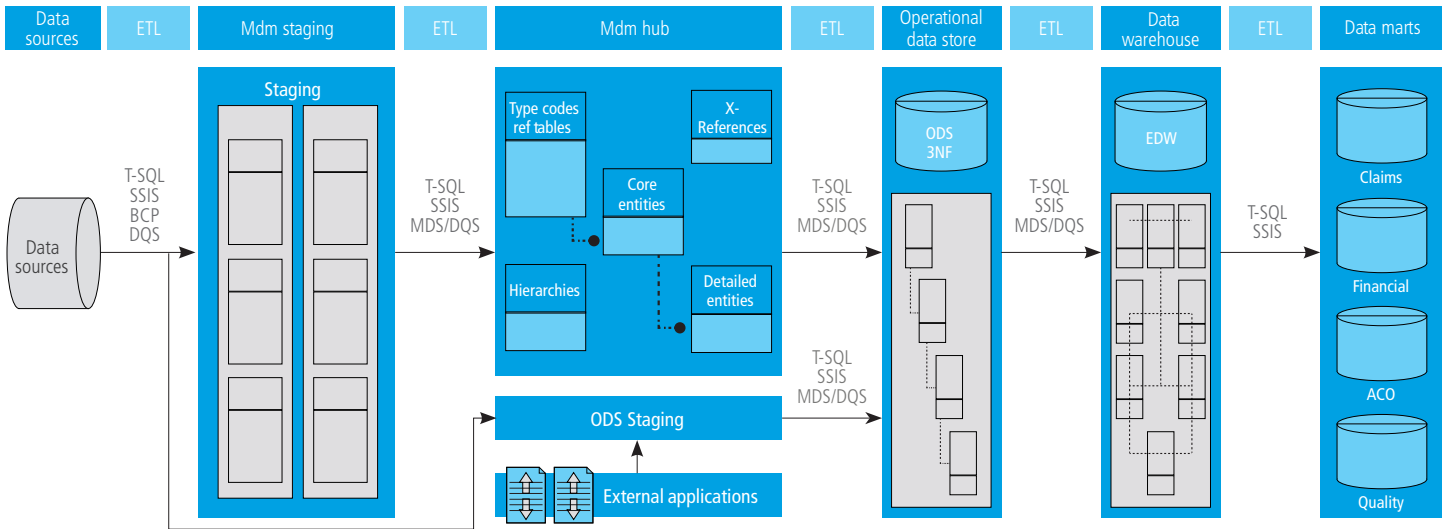 Data
sources
ETL
Mdm staging
ETL
Mdm hub
ETL
Operational
data store
ETL
Data
warehouse
ETL
Data marts
Data
sources
T-SQL
SSIS
BCP
DQS
Staging
T-SQL
SSIS
MDS/DQS
Type codes
ref tables
X-
References
Core
entities
Hierarchies
Detailed
entities
ODS Staging
External applications
T-SQL
SSIS
MDS/DQS
T-SQL
SSIS
MDS/DQS
ODS
3NF
T-SQL
SSIS
MDS/DQS
EDW
T-SQL
SSIS
Claims
Financial
ACO
Quality